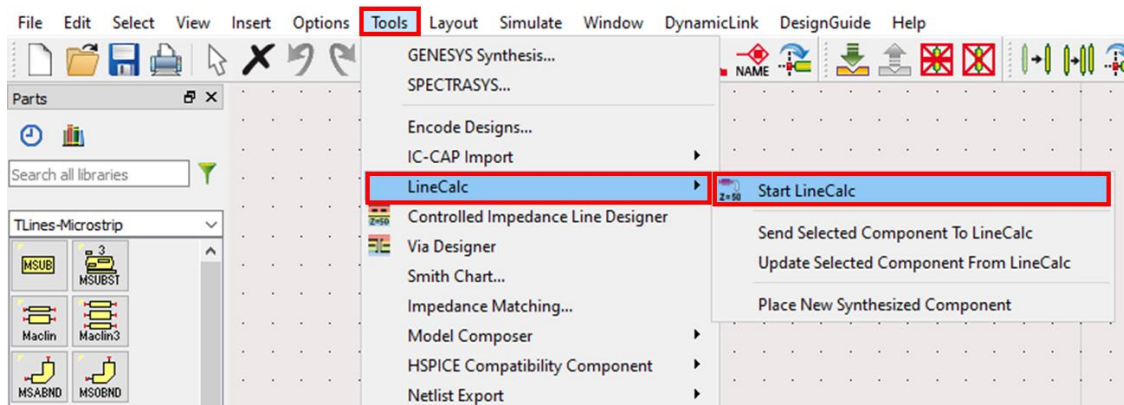 File Edit Select View Insert Options Tools Layout Simulate Window DynamicLink DesignGuide Help
NAME
Parts
Search all libraries
TLines-Microstrip
MSUB
3
MSUBST
Maclin
Maclin3
MSABND
MSOBND
GENESYS Synthesis...
SPECTRASYS...
Encode Designs...
IC-CAP Import
LineCalc
Z=50
Controlled Impedance Line Designer
Via Designer
Smith Chart...
Impedance Matching...
Model Composer
HSPICE Compatibility Component
Netlist Export
Z=50
Start LineCalc
Send Selected Component To LineCalc
Update Selected Component From LineCalc
Place New Synthesized Component